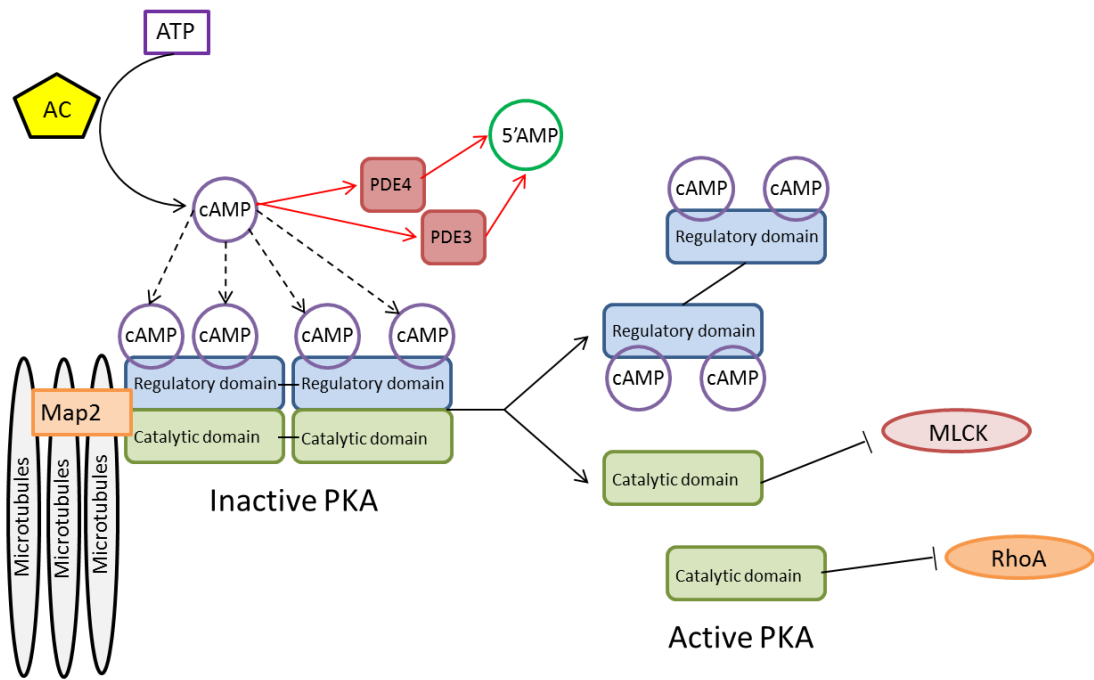 ATP
AC
5'AMP
PDE4
cAMP
PDE3
cAMP
cAMP
Regulatory domain
cAMP
cAMP
cAMP
cAMP
Regulatory domain
Regulatory domain
Regulatory domain
cAMP
cAMP
Map2
Catalytic domain
Catalytic domain
MLCK
Catalytic domain
Inactive PKA
Microtubules
Microtubules
Microtubules
RhoA
Catalytic domain
Active PKA